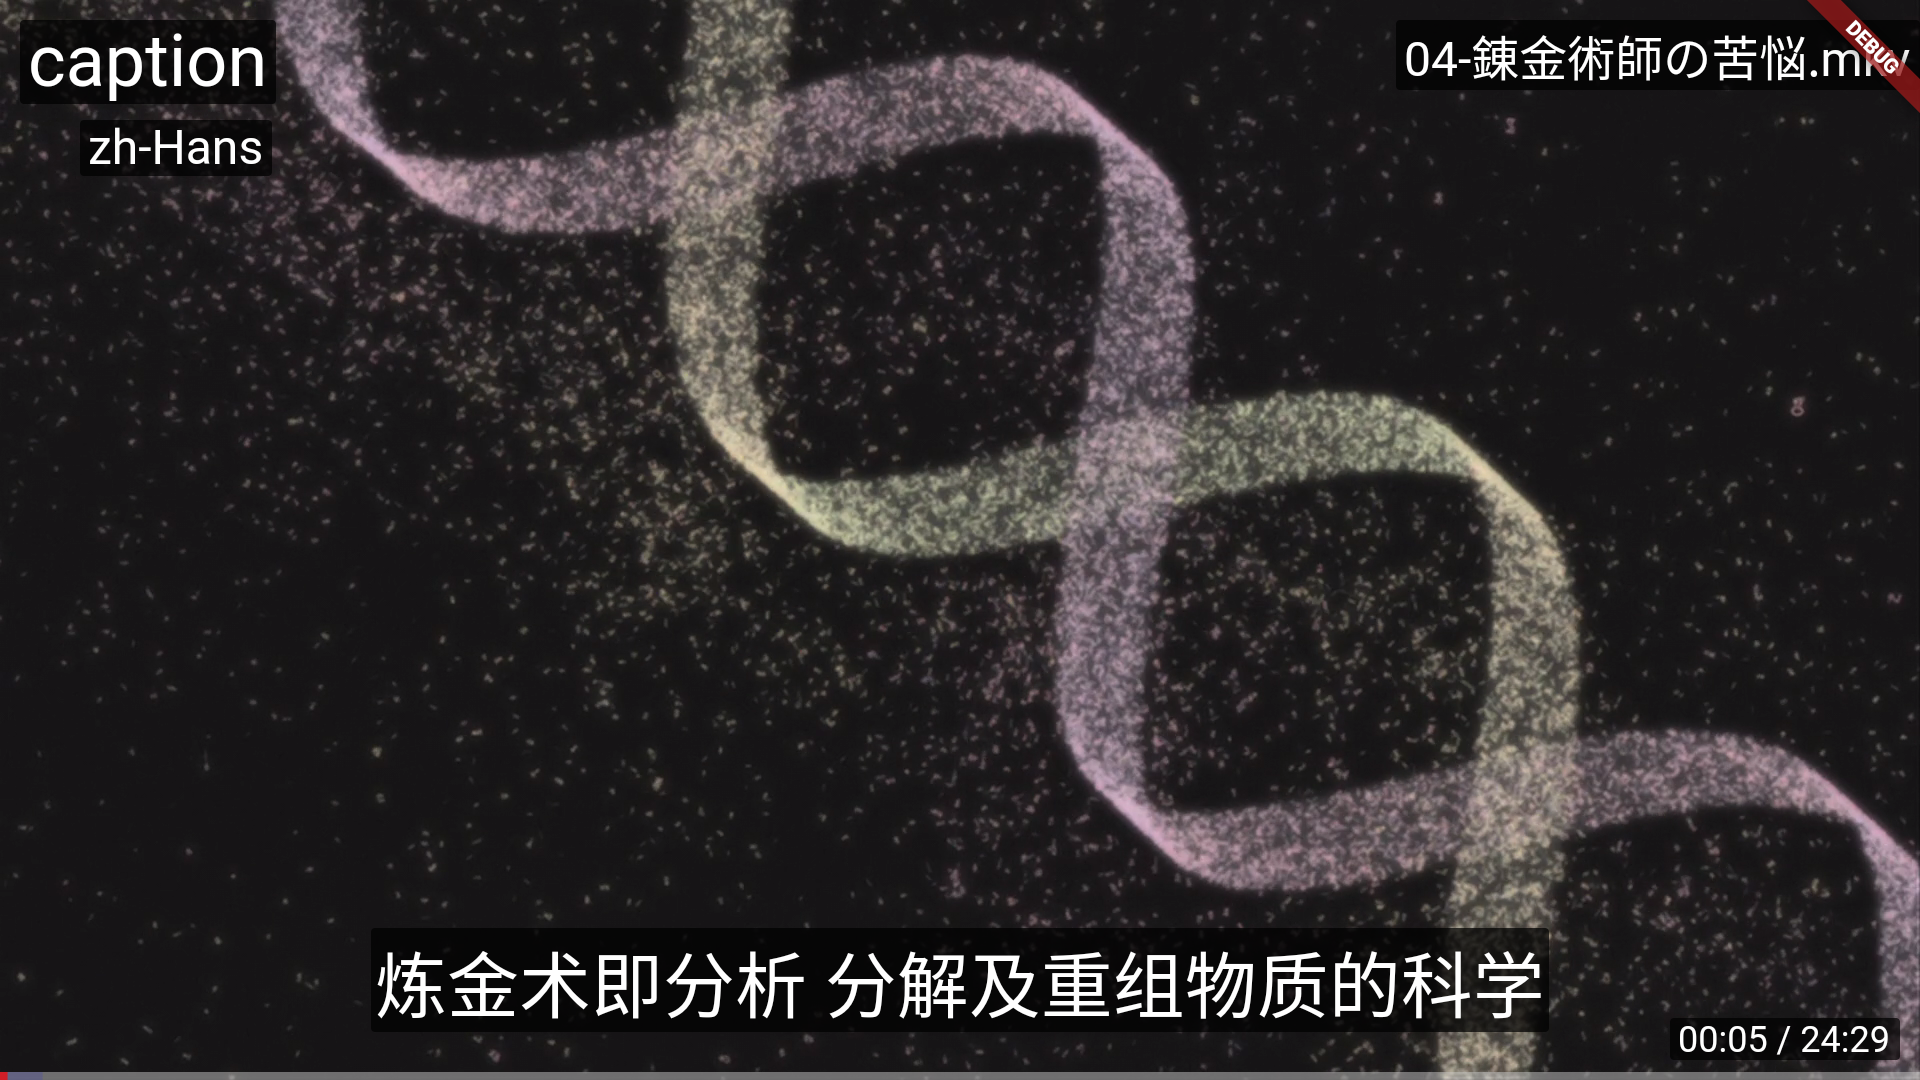 caption
04-錬金術師の苦悩.mkv
DEBUG
zh-Hans
炼金术即分析 分解及重组物质的科学
00:05 / 24:29